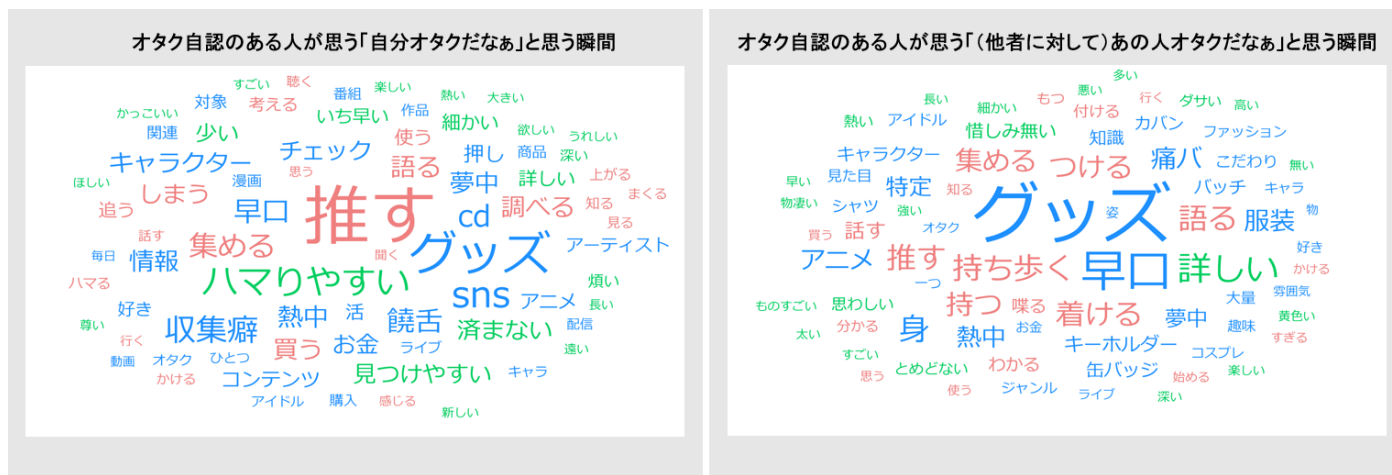 オタク自認のある人が思う「自分オタクだなぁ」と思う瞬間
すごい 聴く 番組 楽しい 熱い 大きい
かっこいい 対象 考える いち早い 作品 細かい 欲しい うれしい
関連 少い チェック 使う 押し 商品 深い
キャラクター 思う 語る 夢中 詳しい 上がる
ほしい しまう 漫画 推す cd 調べる 知る まくる
追う 早口 見る
話す 集める 聞く グッズ アーティスト
毎日 情報 ハマりやすい sns 煩い
ハマる 好き 熱中 活 饒舌 アニメ 長い
尊い 収集癖 済まない 配信
行く 買う お金 ライブ 遠い
動画 オタク ひとつ 見つけやすい キャラ
かける コンテンツ
アイドル 購入 感じる 新しい
オタク自認のある人が思う「(他者に対して)あの人オタクだなぁ」と思う瞬間
多い
長い 細かい もつ 悪い 行く ダサい 高い
熱い アイドル 惜しみ無い 付ける カバン ファッション
知識
キャラクター 集める つける 痛バ こだわり 無い
早い 見た目 特定 知る バッチ キャラ
物凄い シャツ 強い グッズ 姿 語る 服装 物
買う 話す オタク 好き
アニメ 推す 持ち歩く 早口 詳しい かける
一つ 大量 雰囲気
ものすごい 思わしい 持つ 喋る 着ける 夢中 黄色い
太い 分かる 身 熱中 お金 趣味 すぎる
すごい とめどない わかる キーホルダー コスプレ
思う 缶バッジ 始める 楽しい
使う ジャンル ライブ 深い